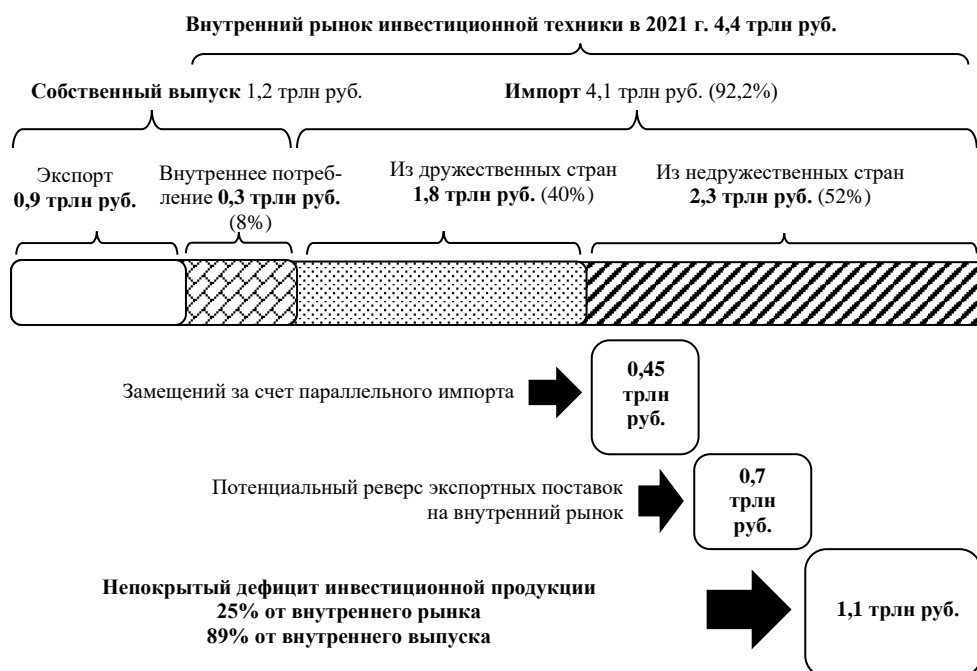 Внутренний рынок инвестиционной техники в 2021 г. 4,4 трлн руб.
Собственный выпуск 1,2 трлн руб.
Импорт 4,1 трлн руб. (92,2%)
Экспорт
0,9 трлн руб.
Внутреннее потреб-
ление 0,3 трлн руб.
(8%)
Из дружественных стран
1,8 трлн руб. (40%)
Из недружественных стран
2,3 трлн руб. (52%)
Замещений за счет параллельного импорта
0,45
трлн
руб.
Потенциальный реверс экспортных поставок
на внутренний рынок
0,7
трлн
руб.
Непокрытый дефицит инвестиционной продукции
25% от внутреннего рынка
89% от внутреннего выпуска
1,1 трлн руб.